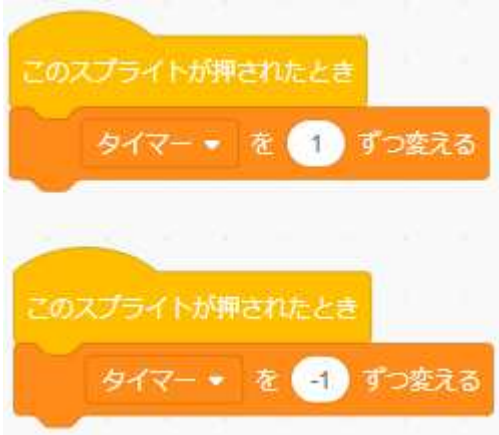 このスプライトが押されたとき
タイマー を 1 ずつ変える
このスプライトが押されたとき
タイマー を -1 ずつ変える